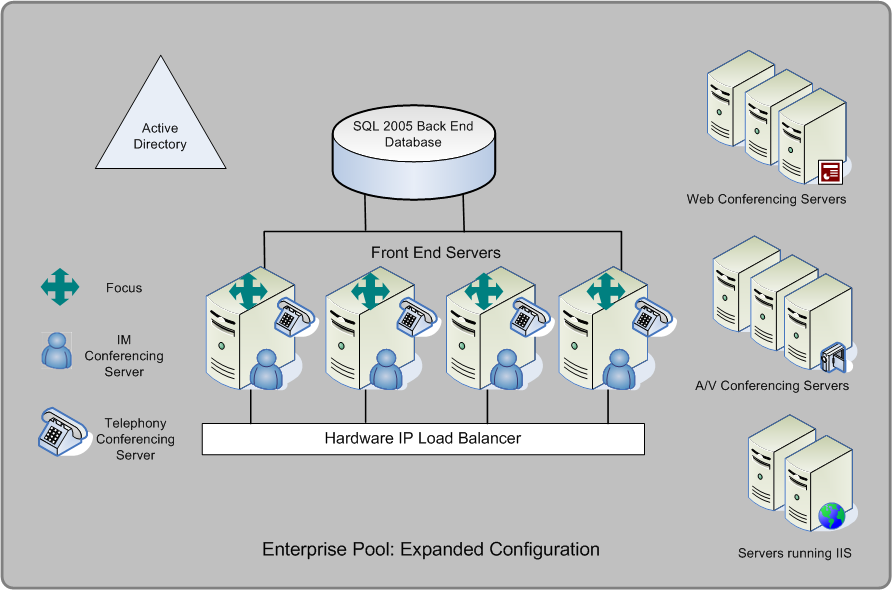 Active
Directory
SQL 2005 Back End
Database
Web Conferencing Servers
Front End Servers
Focus
IM
Conferencing
Server
A/V Conferencing Servers
Telephony
Conferencing
Server
Hardware IP Load Balancer
Servers running IIS
Enterprise Pool: Expanded Configuration